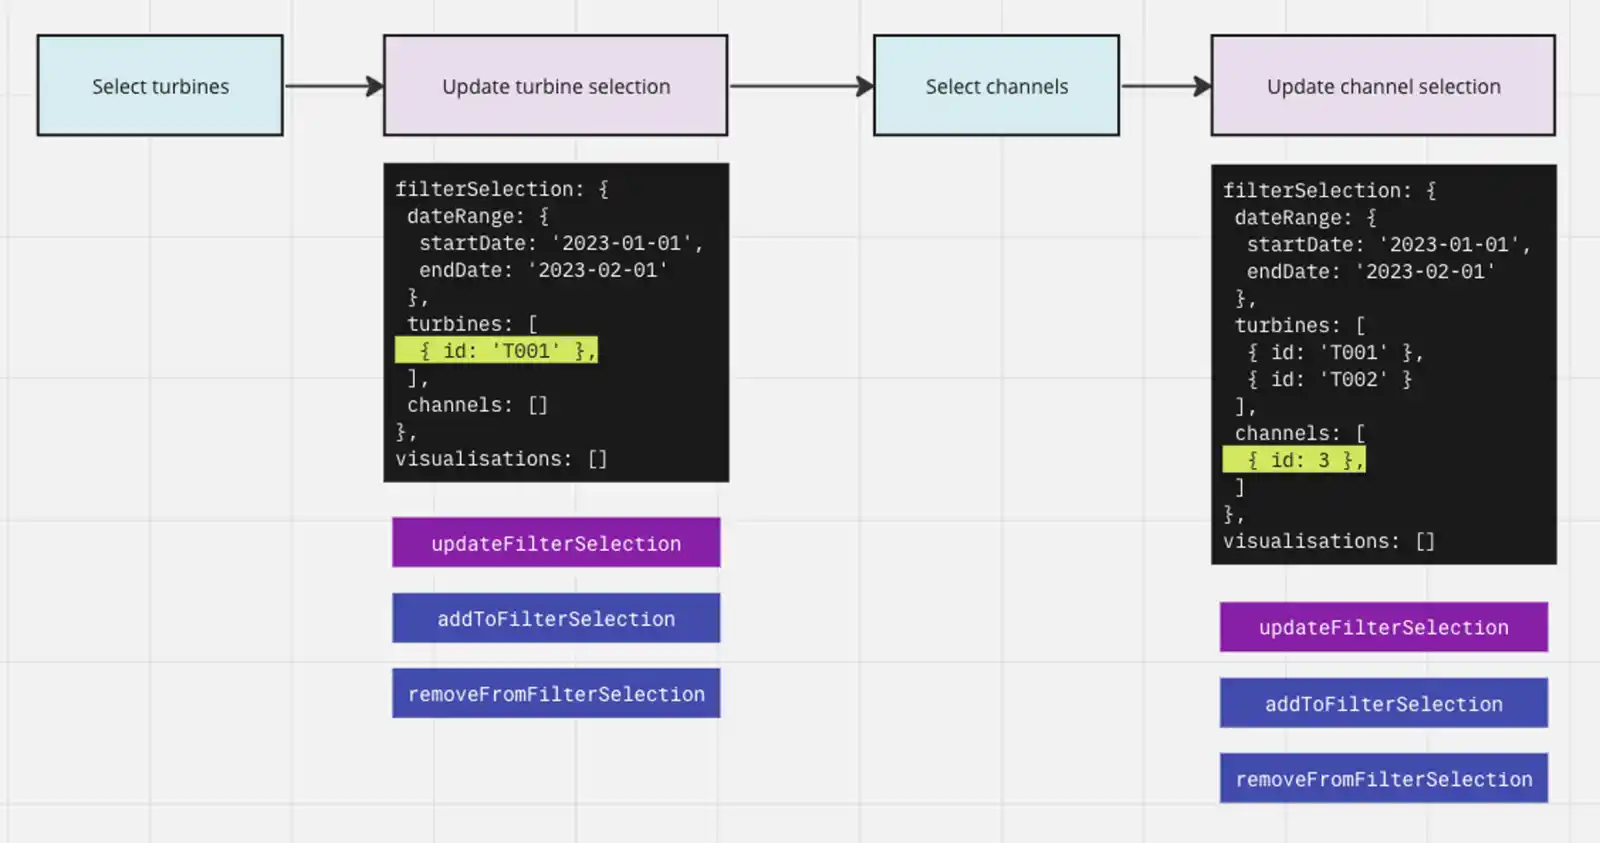 Select turbines
Update turbine selection
Select channels
Update channel selection
filterSelection: {
dateRange: {
startDate: '2023-01-01',
endDate: '2023-02-01'
},
turbines: [
{ id: 'T001' },
],
channels: []
},
visualisations: []
updateFilterSelection
addToFilterSelection
removeFromFilterSelection
filterSelection: {
dateRange: {
startDate: '2023-01-01',
endDate: '2023-02-01'
},
turbines: [
{ id: 'T001' },
{ id: 'T002' }
],
channels: [
{ id: 3 },
]
},
visualisations: []
updateFilterSelection
addToFilterSelection
removeFromFilterSelection